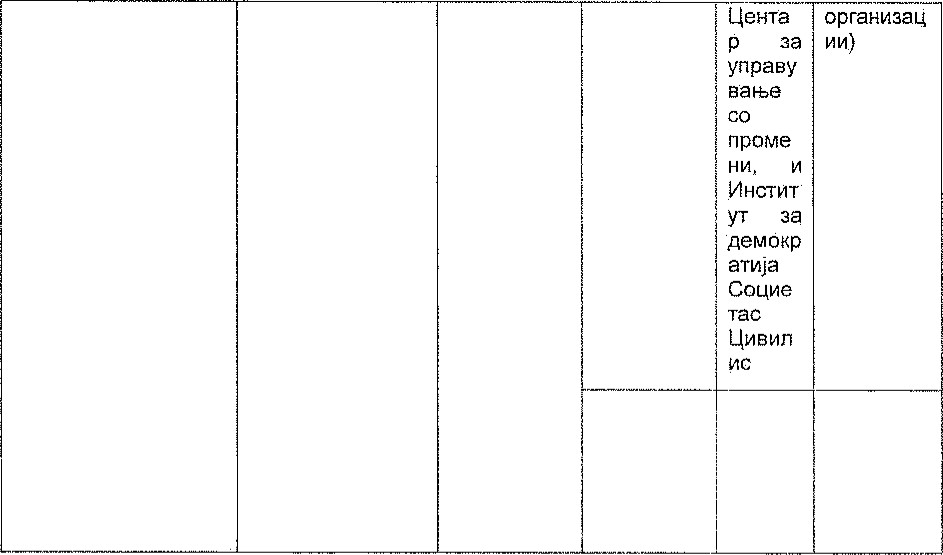 Цента
р за
управу
вање
со
проме
ни, и
Инстит
ут за
демокр
атија
Социе
тас
Цивил
ис
организац
ии)